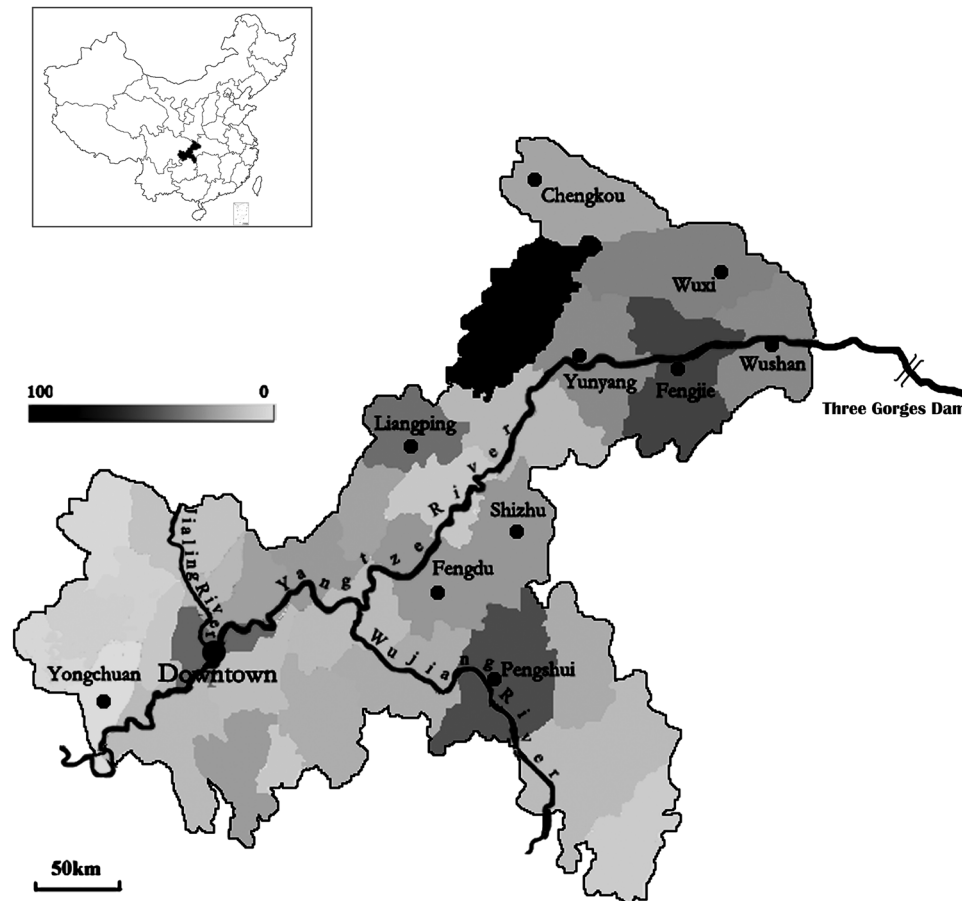 Chengkou
Wuxi
Wushan
Yunyang
Fengjie
Three Gorges Dam
100 0
Liangping
Yangtze River
Shizhu
Jialing River
Fengdu
Wujiang River
Pengshui
Yongchuan
Downtown
50km